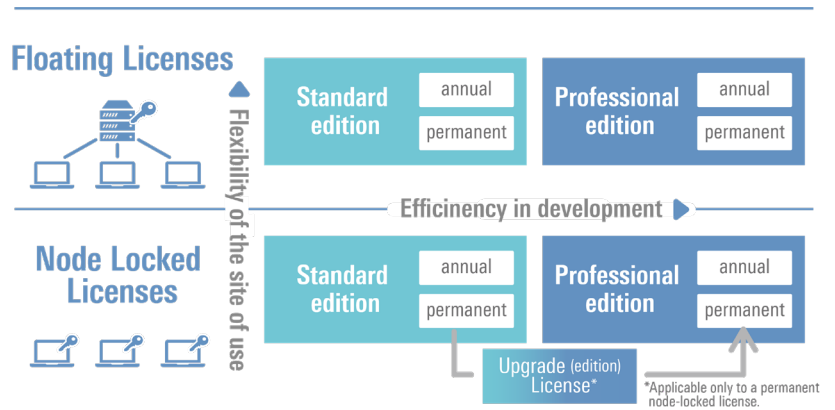 Floating Licenses
Flexibility of the site of use
Standard
edition
annual
permanent
Professional
edition
annual
permanent
Efficinency in development
Node Locked
Licenses
Standard
edition
annual
permanent
Professional
edition
annual
permanent
Upgrade (edition)
License*
*Applicable only to a permanent
node-locked license.